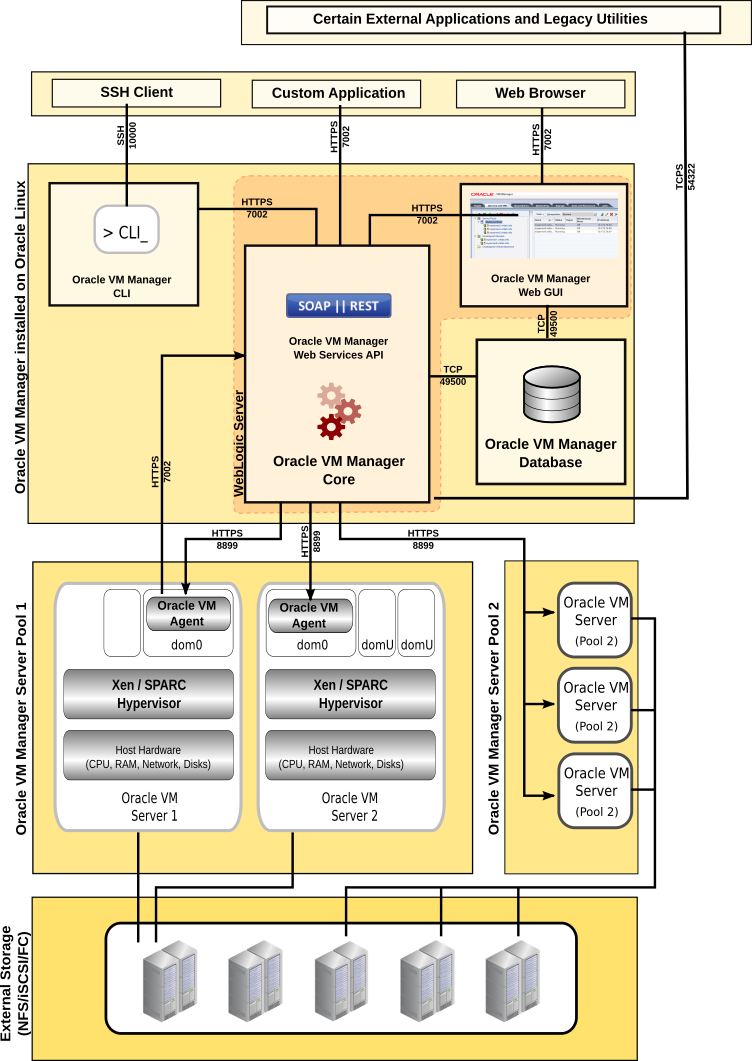 Certain External Applications and Legacy Utilities
SSH Client
Custom Application
Web Browser
SSH
10000
HTTPS
7002
HTTPS
7002
TCPS
54322
Oracle VM Manager installed on Oracle Linux
> CLI_
Oracle VM Manager
CLI
HTTPS
7002
HTTPS
7002
ORACLE VM Manager
Oracle VM Manager
Web GUI
SOAP || REST
Oracle VM Manager
Web Services API
TCP
49500
TCP
49500
WebLogic Server
Oracle VM Manager
Core
Oracle VM Manager
Database
HTTPS
7002
HTTPS
8899
HTTPS
8899
HTTPS
8899
Oracle VM Manager Server Pool 1
Oracle VM
Agent
dom0
Oracle VM
Agent
dom0
domU
domU
Xen / SPARC
Hypervisor
Xen / SPARC
Hypervisor
Host Hardware
(CPU, RAM, Network, Disks)
Host Hardware
(CPU, RAM, Network, Disks)
Oracle VM
Server 1
Oracle VM
Server 2
Oracle VM Manager Server Pool 2
Oracle VM
Server
(Pool 2)
Oracle VM
Server
(Pool 2)
Oracle VM
Server
(Pool 2)
External Storage
(NFS/iSCSI/FC)